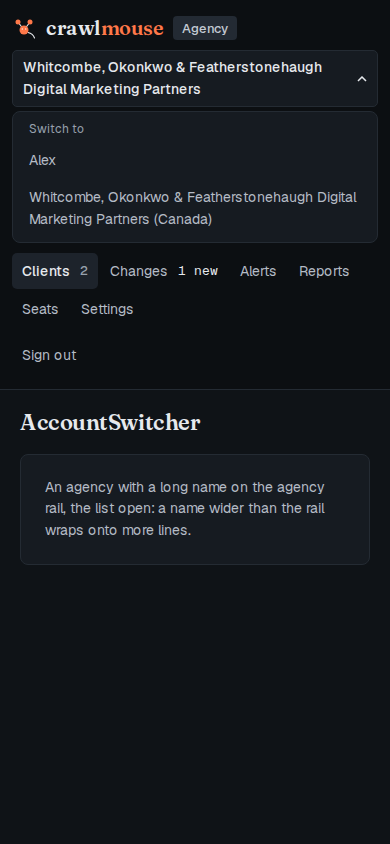 crawlmouse Agency
Whitcombe, Okonkwo & Featherstonehaugh
Digital Marketing Partners
Switch to
Alex
Whitcombe, Okonkwo & Featherstonehaugh Digital
Marketing Partners (Canada)
Clients 2 Changes 1 new Alerts Reports
Seats Settings
Sign out
AccountSwitcher
An agency with a long name on the agency
rail, the list open: a name wider than the rail
wraps onto more lines.